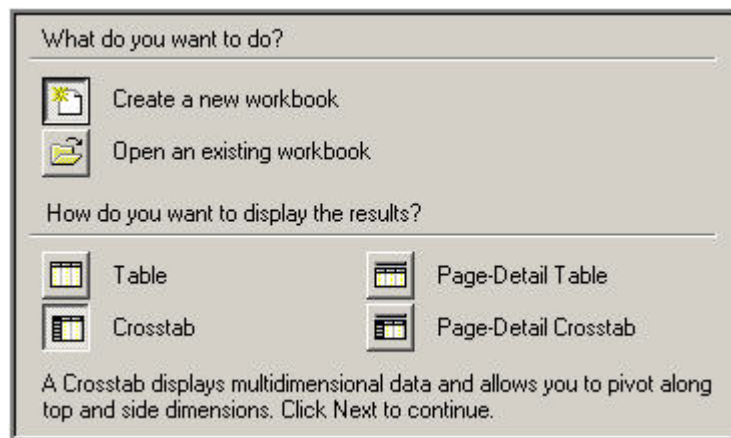 What do you want to do?
Create a new workbook
Open an existing workbook
How do you want to display the results?
Table
Page-Detail Table
Crosstab
Page-Detail Crosstab
A Crosstab displays multidimensional data and allows you to pivot along
top and side dimensions. Click Next to continue.